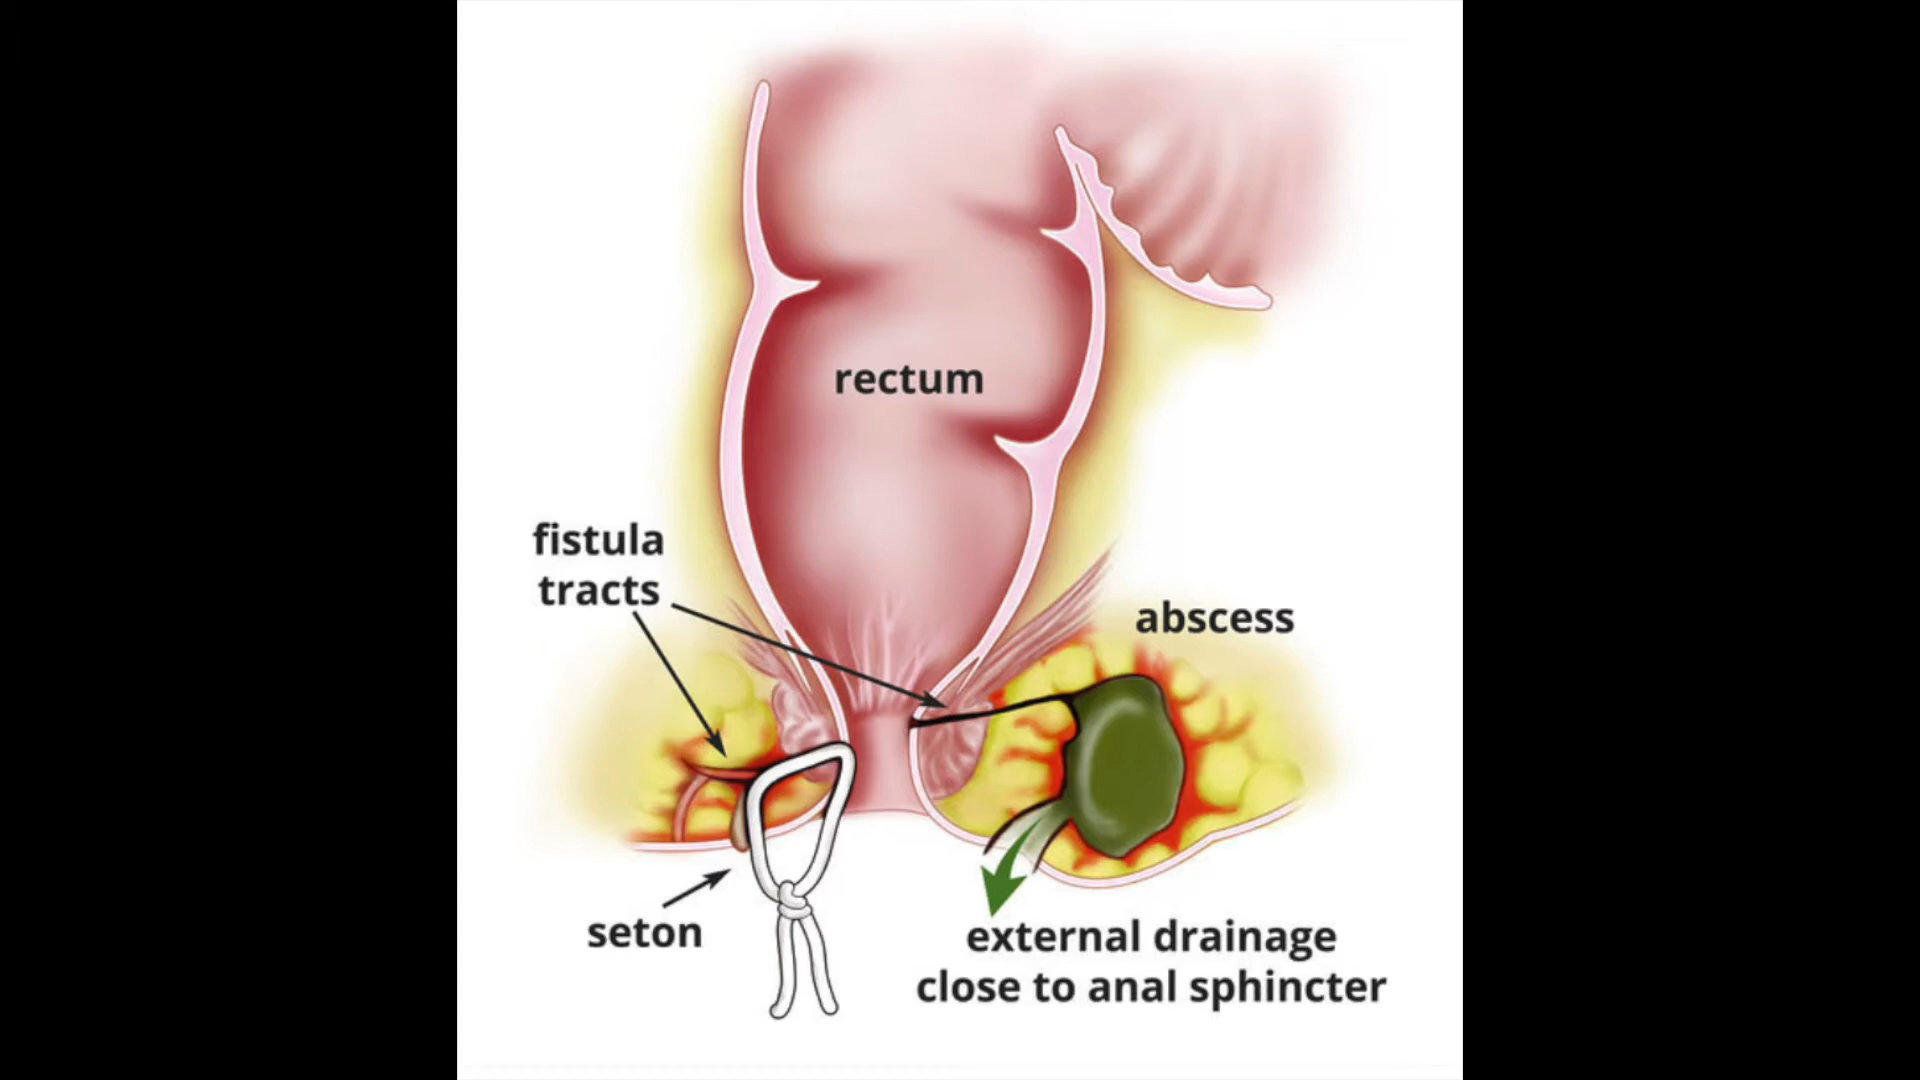 rectum
fistula
tracts
abscess
seton
external drainage
close to anal sphincter